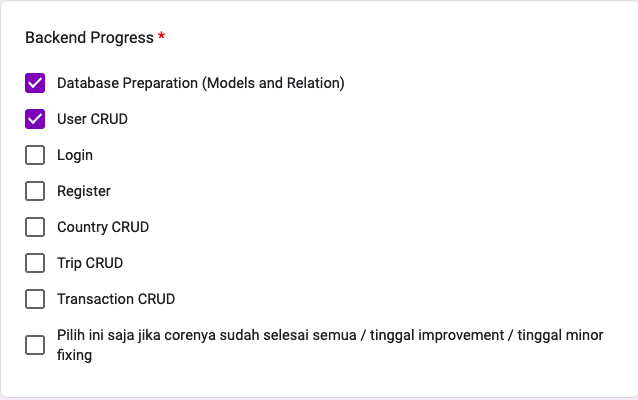 Backend Progress *
Database Preparation (Models and Relation)
User CRUD
Login
Register
Country CRUD
Trip CRUD
Transaction CRUD
Pilih ini saja jika corenya sudah selesai semua / tinggal improvement / tinggal minor
fixing